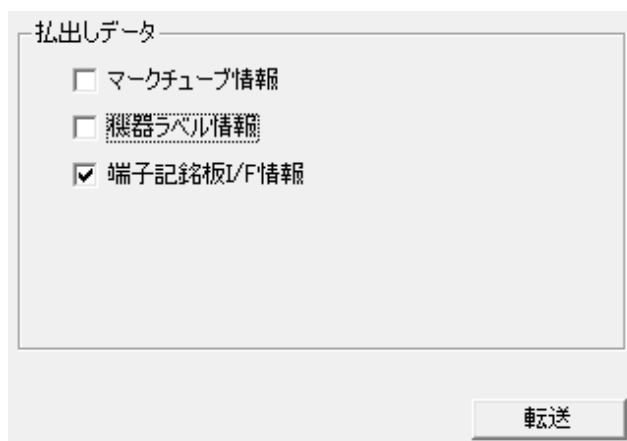 払出しデータ
マークチューブ情報
機器ラベル情報
端子記銘板I/F情報
転送